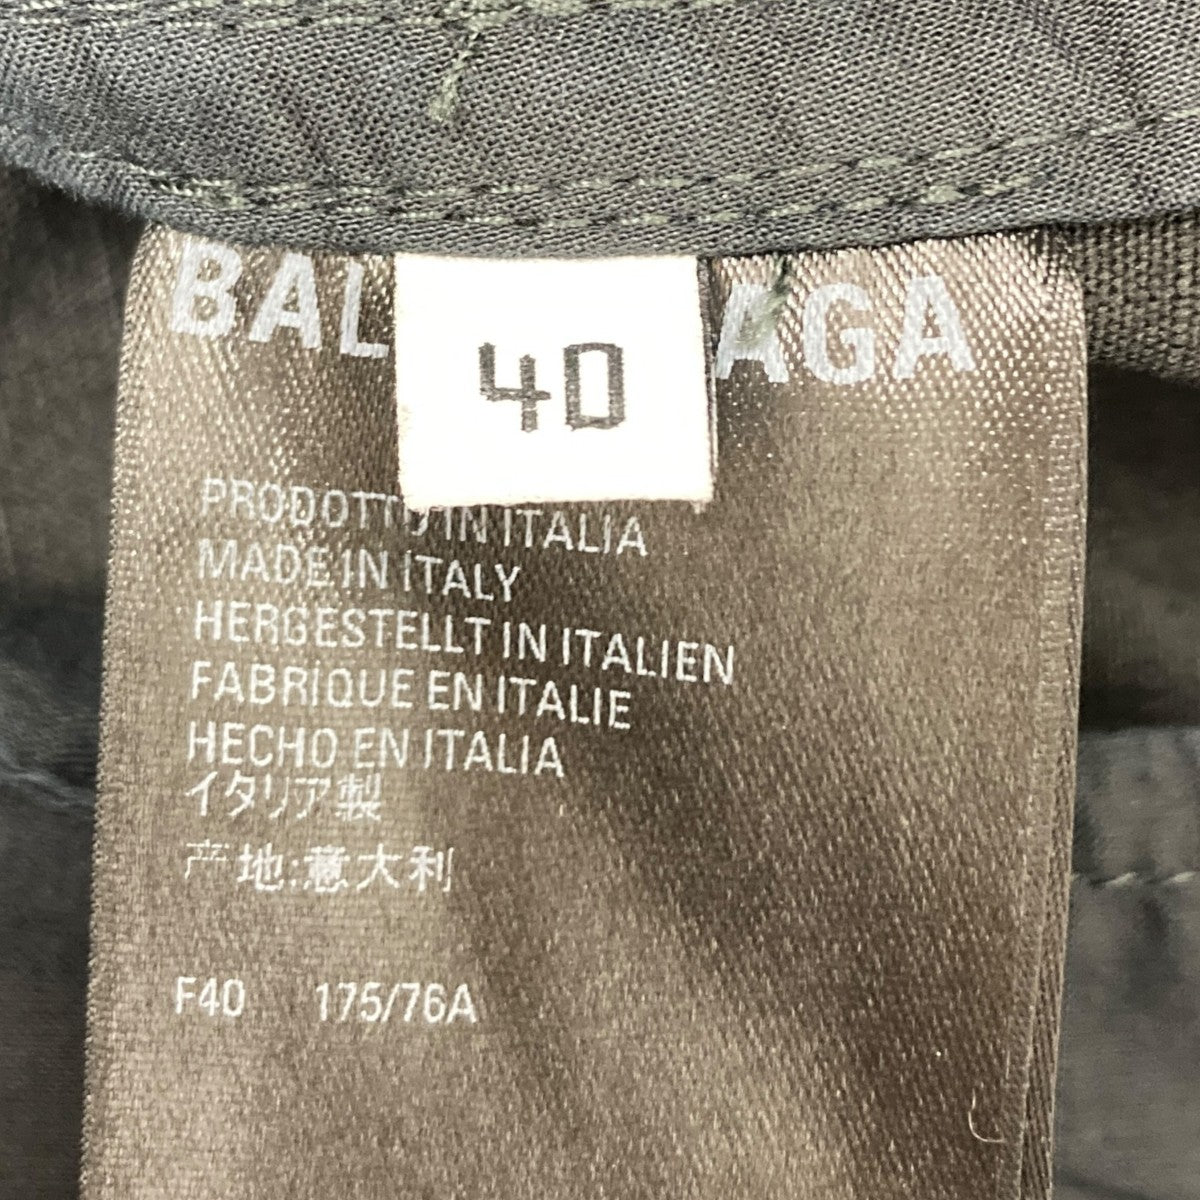 BAL AGA
40
PRODOTTO IN ITALIA
MADE IN ITALY
HERGESTELLT IN ITALIEN
FABRIQUE EN ITALIE
HECHO EN ITALIA
イタリア製
产地:意大利
F40 175/76A